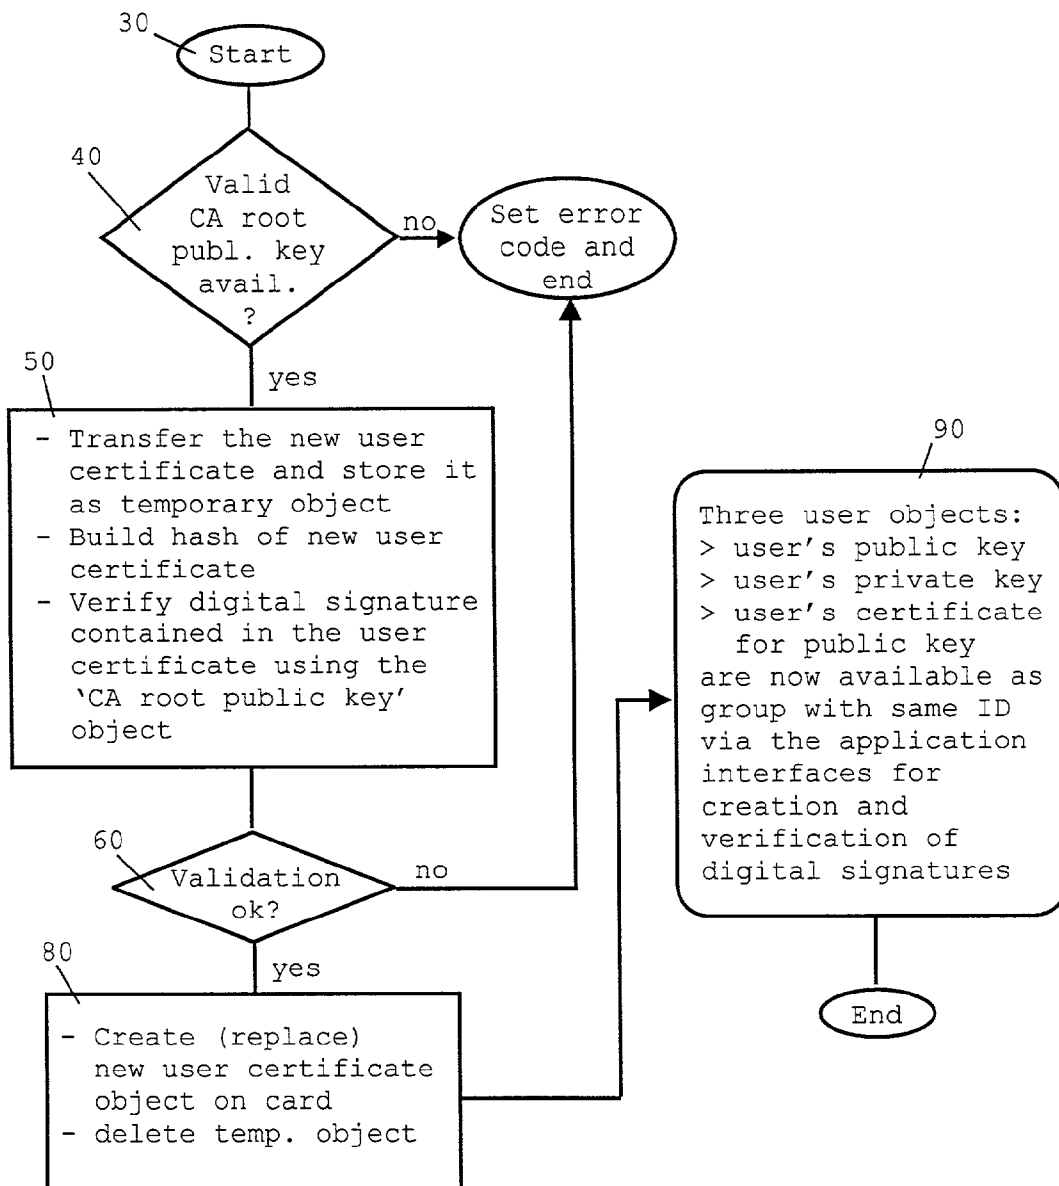 30
Start
40
Valid
CA root
publ. key
avail.
?
no
Set error
code and
end
yes
50
- Transfer the new user
certificate and store it
as temporary object
- Build hash of new user
certificate
- Verify digital signature
contained in the user
certificate using the
‘CA root public key’
object
60
Validation
ok?
no
yes
80
- Create (replace)
new user certificate
object on card
- delete temp. object
90
Three user objects:
> user’s public key
> user’s private key
> user’s certificate
for public key
are now available as
group with same ID
via the application
interfaces for
creation and
verification of
digital signatures
End